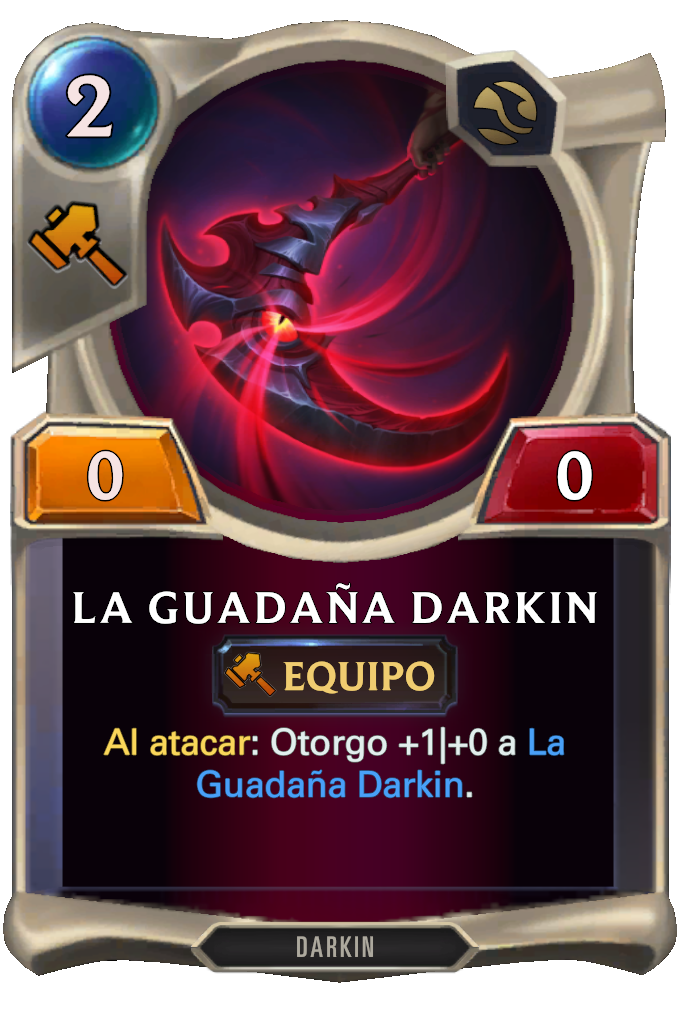 2
0
0
LA GUADAÑA DARKIN
EQUIPO
Al atacar: Otorgo +1|+0 a La
Guadaña Darkin.
DARKIN